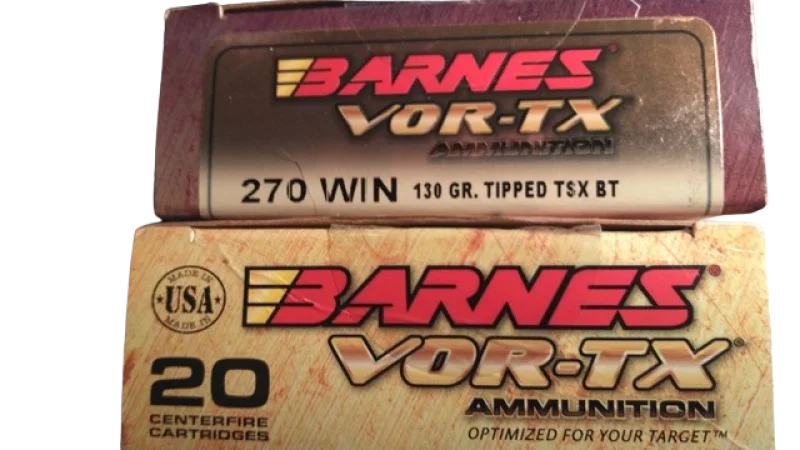 BARNES®
VOR-TX
AMMUNITION
270 WIN 130 GR. TIPPED TSX BT
MADE IN
USA
MADE IN
BARNES®
VOR-TX®
20
CENTERFIRE
CARTRIDGES
AMMUNITION
OPTIMIZED FOR YOUR TARGET™